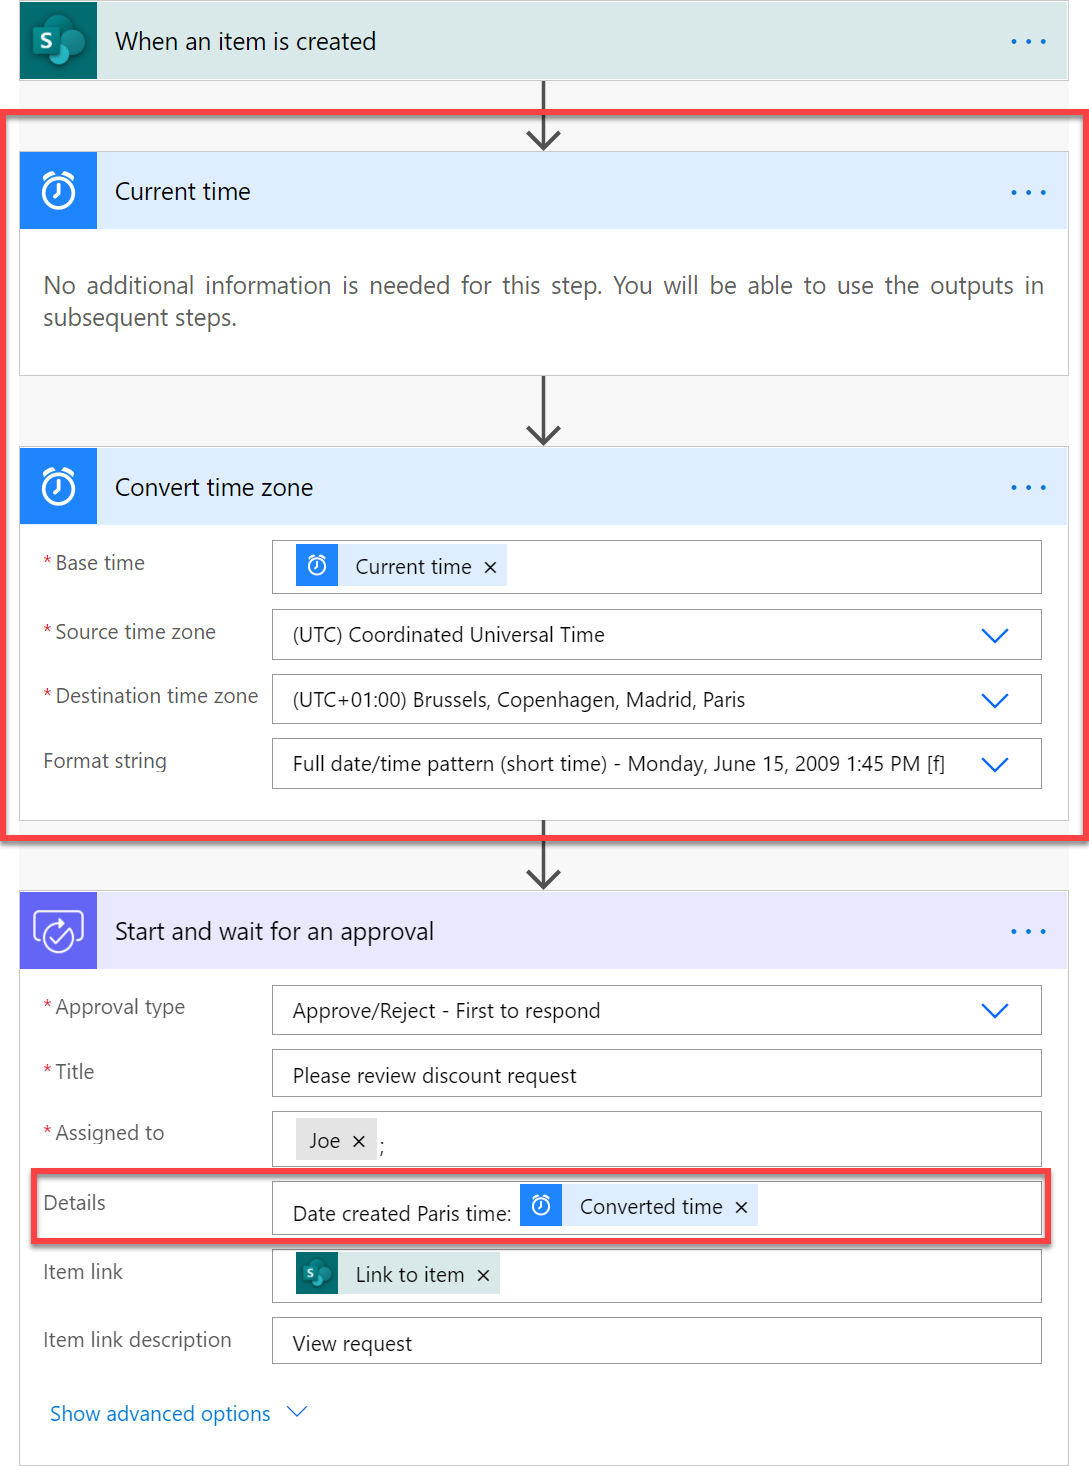 S
When an item is created
Current time
No additional information is needed for this step. You will be able to use the outputs in
subsequent steps.
Convert time zone
* Base time
Current time ×
* Source time zone
(UTC) Coordinated Universal Time
* Destination time zone
(UTC+01:00) Brussels, Copenhagen, Madrid, Paris
Format string
Full date/time pattern (short time) - Monday, June 15, 2009 1:45 PM [f]
Start and wait for an approval
* Approval type
Approve/Reject - First to respond
* Title
Please review discount request
* Assigned to
Joe × ;
Details
Date created Paris time: Converted time ×
Item link
S Link to item ×
Item link description
View request
Show advanced options